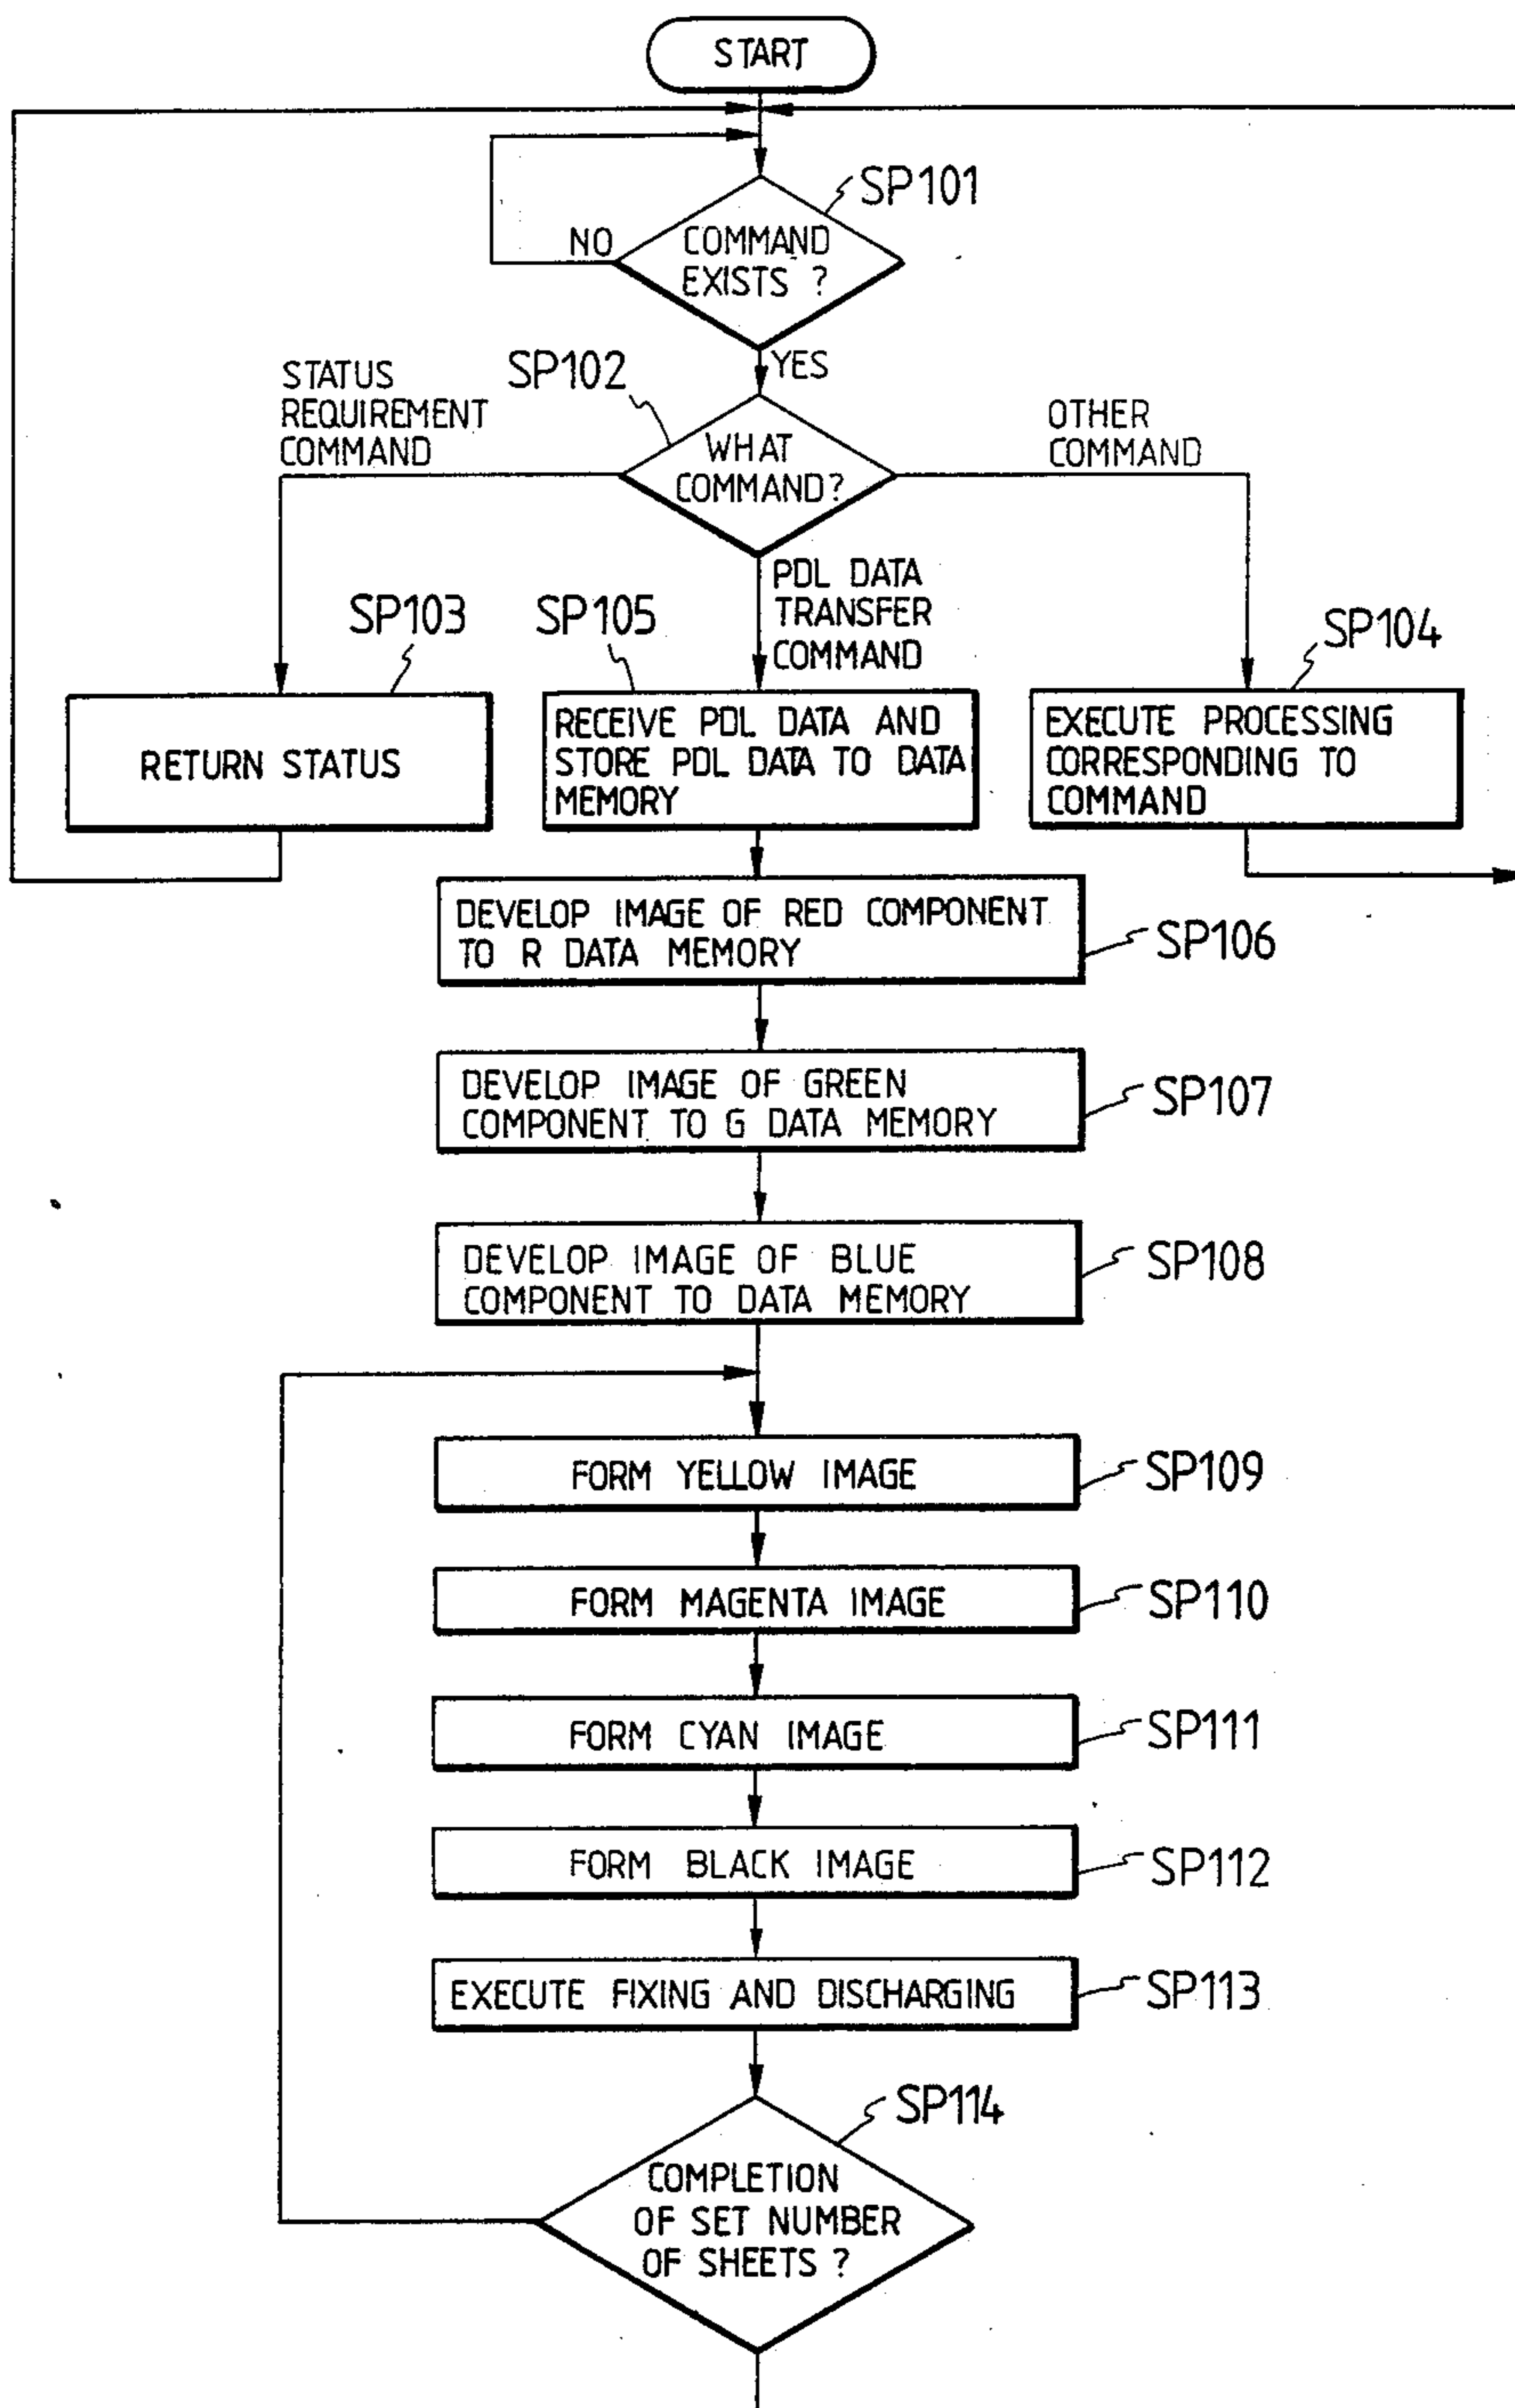 START
SP101
COMMAND
EXISTS ?
NO
YES
SP102
STATUS
REQUIREMENT
COMMAND
WHAT
COMMAND?
OTHER
COMMAND
PDL DATA
TRANSFER
COMMAND
SP103
RETURN STATUS
SP105
RECEIVE PDL DATA AND
STORE PDL DATA TO DATA
MEMORY
SP104
EXECUTE PROCESSING
CORRESPONDING TO
COMMAND
DEVELOP IMAGE OF RED COMPONENT
TO R DATA MEMORY
SP106
DEVELOP IMAGE OF GREEN
COMPONENT TO G DATA MEMORY
SP107
DEVELOP IMAGE OF BLUE
COMPONENT TO DATA MEMORY
SP108
FORM YELLOW IMAGE
SP109
FORM MAGENTA IMAGE
SP110
FORM CYAN IMAGE
SP111
FORM BLACK IMAGE
SP112
EXECUTE FIXING AND DISCHARGING
SP113
SP114
COMPLETION
OF SET NUMBER
OF SHEETS ?